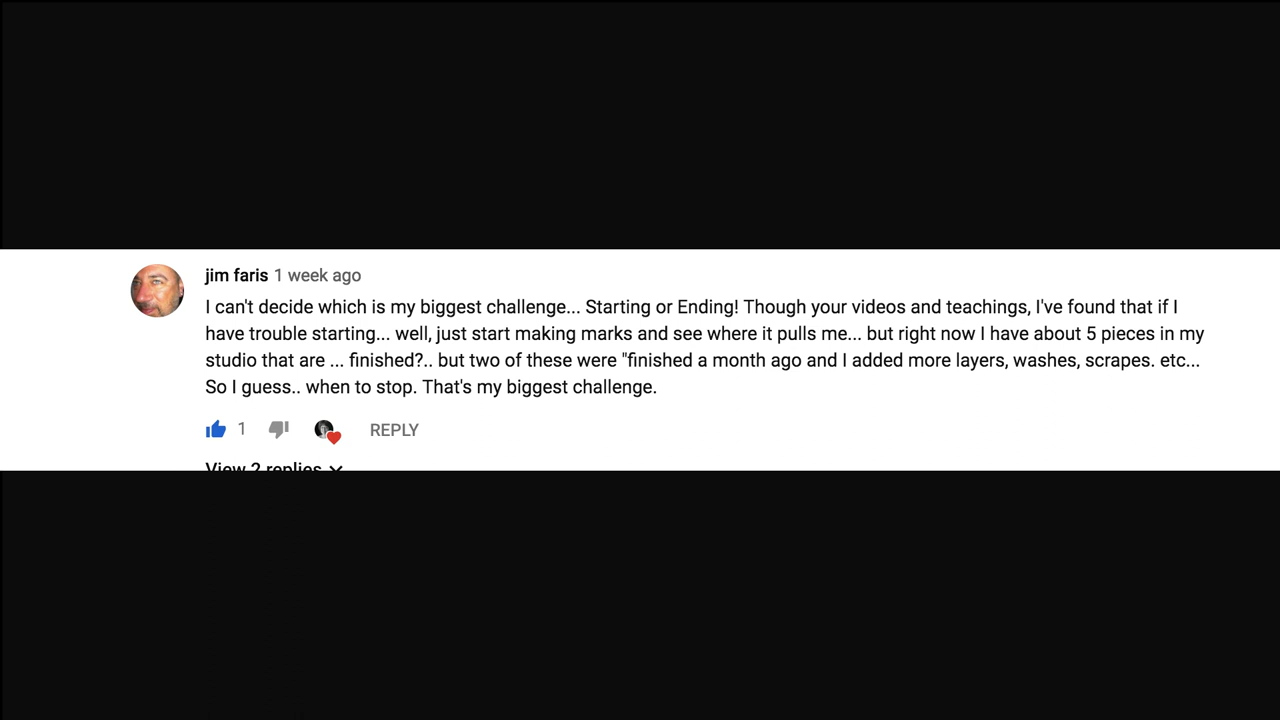 jim faris 1 week ago
I can't decide which is my biggest challenge... Starting or Ending! Though your videos and teachings, I've found that if I
have trouble starting... well, just start making marks and see where it pulls me... but right now I have about 5 pieces in my
studio that are ... finished?.. but two of these were "finished a month ago and I added more layers, washes, scrapes. etc...
So I guess.. when to stop. That's my biggest challenge.
1 REPLY
View 2 replies